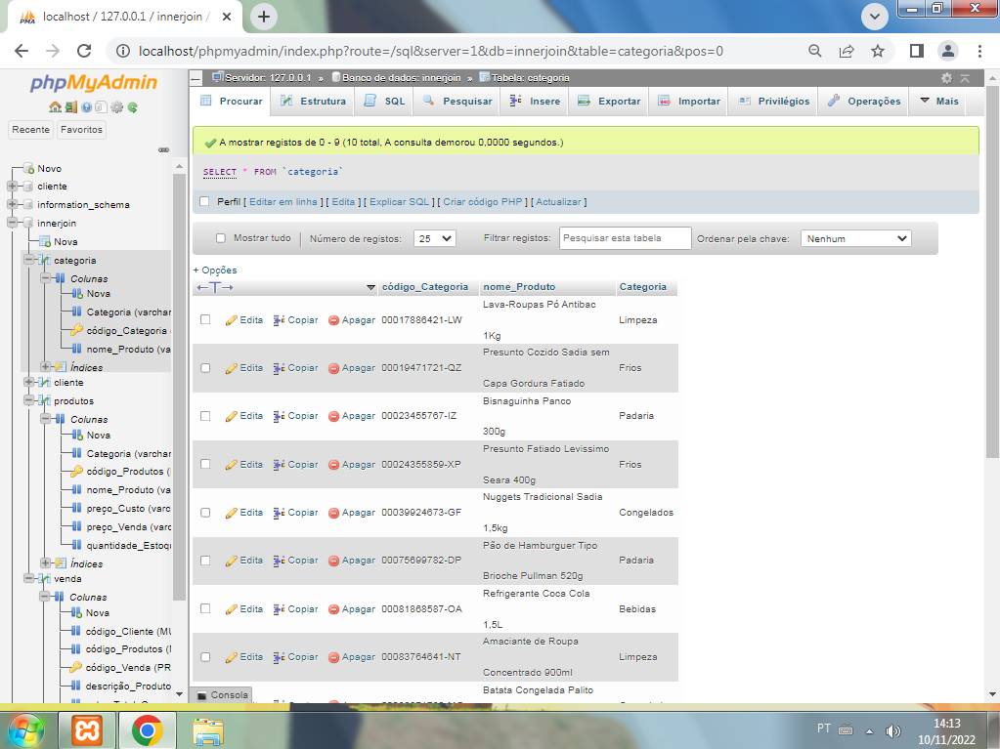 localhost / 127.0.0.1 / innerjoin /
localhost/phpmyadmin/index.php?route=/sql&server=1&db=innerjoin&table=categoria&pos=0
phpMyAdmin
Recente Favoritos
Novo
cliente
information_schema
innerjoin
Nova
categoria
Colunas
Nova
Categoria (varchar
código_Categoria
nome_Produto (va
Índices
cliente
produtos
Colunas
Nova
Categoria (varchar
código_Produtos (
nome_Produto (va
preço_Custo (varc
preço_Venda (varc
quantidade_Estoqu
Índices
venda
Colunas
Nova
código_Cliente (MU
código_Produtos (M
código_Venda (PR
descrição_Produto
Servidor: 127.0.0.1 » Banco de dados: innerjoin » Tabela: categoria
Procurar Estrutura SQL Pesquisar Insere Exportar Importar Privilégios Operações Mais
A mostrar registos de 0 - 9 (10 total, A consulta demorou 0,0000 segundos.)
SELECT * FROM `categoria`
Perfil [ Editar em linha ] [ Edita ] [ Explicar SQL ] [ Criar código PHP ] [ Actualizar ]
Mostrar tudo Número de registos: 25 Filtrar registos: Pesquisar esta tabela Ordenar pela chave: Nenhum
+ Opções
←T→ código_Categoria nome_Produto Categoria
Lava-Roupas Pó Antibac
Edita Copiar Apagar 00017886421-LW Limpeza
1Kg
Presunto Cozido Sadia sem
Edita Copiar Apagar 00019471721-QZ Frios
Capa Gordura Fatiado
Bisnaguinha Panco
Edita Copiar Apagar 00023455767-IZ Padaria
300g
Presunto Fatiado Levissimo
Edita Copiar Apagar 00024355859-XP Frios
Seara 400g
Nuggets Tradicional Sadia
Edita Copiar Apagar 00039924673-GF Congelados
1,5kg
Pão de Hamburguer Tipo
Edita Copiar Apagar 00075699782-DP Padaria
Brioche Pullman 520g
Refrigerante Coca Cola
Edita Copiar Apagar 00081868587-OA Bebidas
1,5L
Amaciante de Roupa
Edita Copiar Apagar 00083764641-NT Limpeza
Concentrado 900ml
Batata Congelada Palito
Consola
PT
14:13
10/11/2022